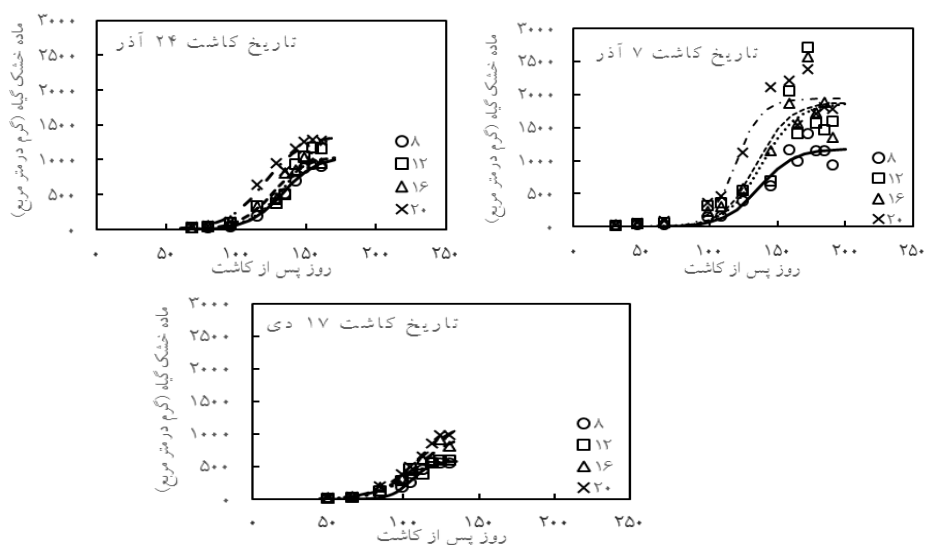 تاریخ کاشت ۲۴ آذر
ماده خشک گیاه (گرم در متر مربع)
۳۰۰۰
۲۵۰۰
۲۰۰۰
۱۵۰۰
۱۰۰۰
۵۰۰
۰
۸
۱۲
۱۶
۲۰
۰ ۵۰ ۱۰۰ ۱۵۰ ۲۰۰ ۲۵۰
روز پس از کاشت
تاریخ کاشت ۷ آذر
ماده خشک گیاه (گرم در متر مربع)
۳۰۰۰
۲۵۰۰
۲۰۰۰
۱۵۰۰
۱۰۰۰
۵۰۰
۰
۸
۱۲
۱۶
۲۰
۰ ۵۰ ۱۰۰ ۱۵۰ ۲۰۰ ۲۵۰
روز پس از کاشت
تاریخ کاشت ۱۷ دی
ماده خشک گیاه (گرم در متر مربع)
۳۰۰۰
۲۵۰۰
۲۰۰۰
۱۵۰۰
۱۰۰۰
۵۰۰
۰
۸
۱۲
۱۶
۲۰
۰ ۵۰ ۱۰۰ ۱۵۰ ۲۰۰ ۲۵۰
روز پس از کاشت